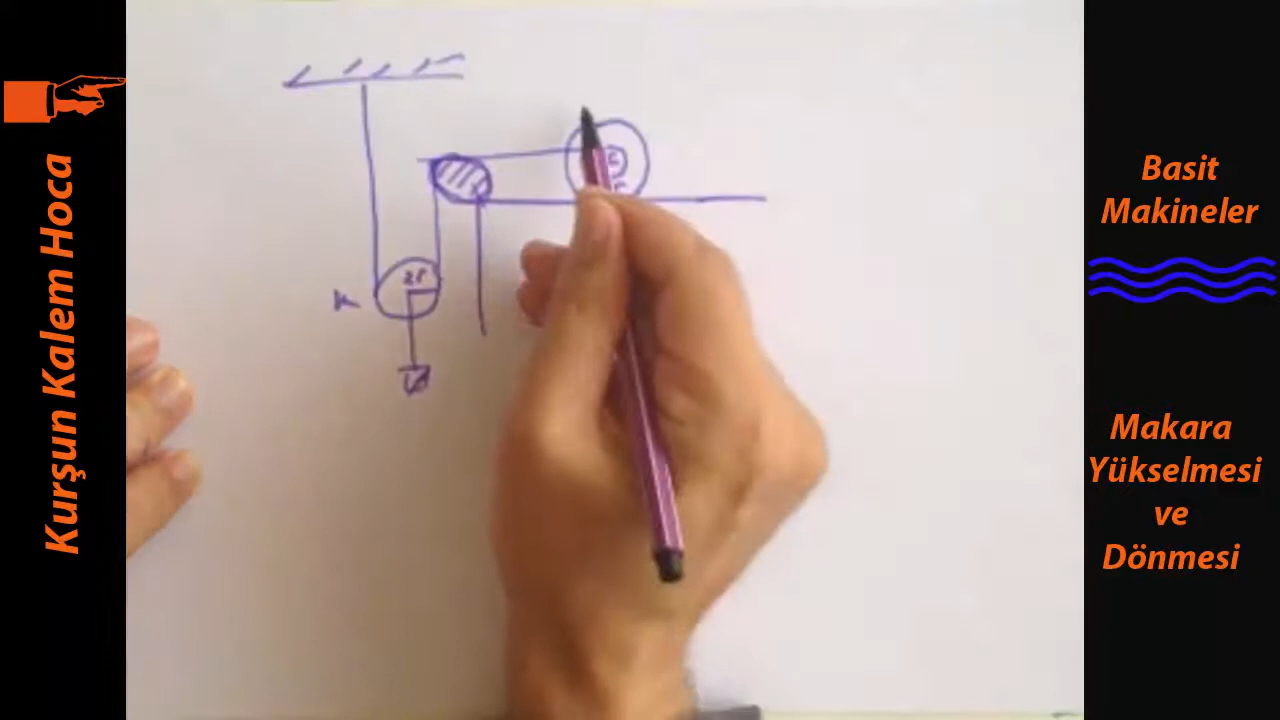 Kurşun Kalem Hoca
Basit
Makineler
Makara
Yükselmesi
ve
Dönmesi
2r
r